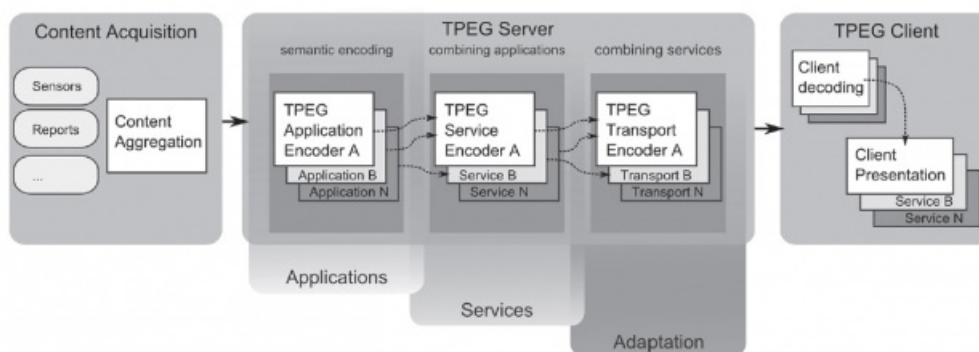 Content Acquisition
Sensors
Reports
...
Content
Aggregation
TPEG Server
semantic encoding
combining applications
combining services
TPEG
Application
Encoder A
Application B
Application N
TPEG
Service
Encoder A
Service B
Service N
TPEG
Transport
Encoder A
Transport B
Transport N
Applications
Services
Adaptation
TPEG Client
Client
decoding
Client
Presentation
Service B
Service N